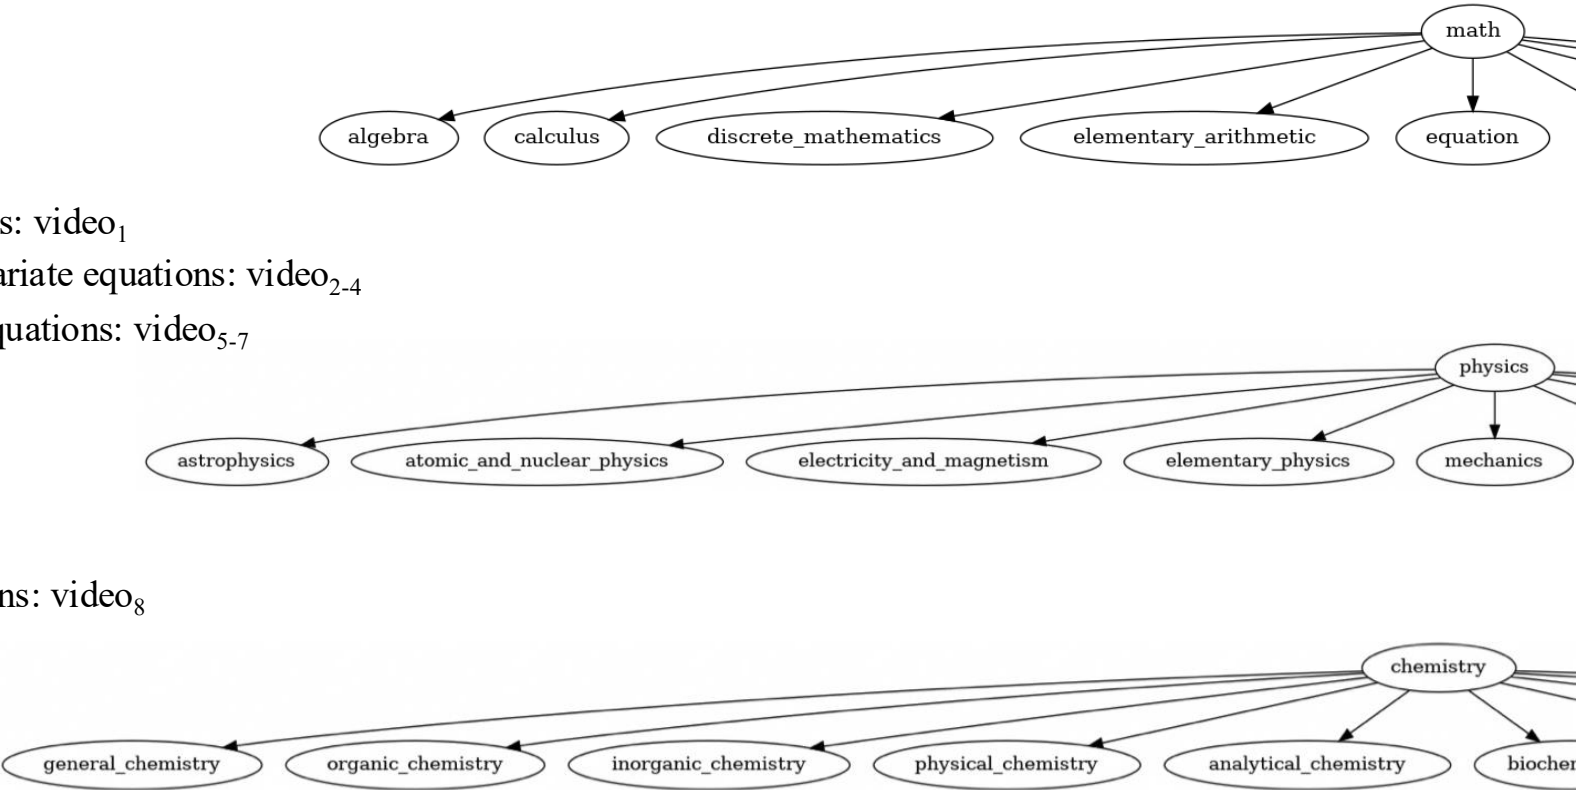 math
algebra calculus discrete_mathematics elementary_arithmetic equation
s: video1
ariate equations: video2-4
quations: video5-7
physics
astrophysics atomic_and_nuclear_physics electricity_and_magnetism elementary_physics mechanics
ns: video8
chemistry
general_chemistry organic_chemistry inorganic_chemistry physical_chemistry analytical_chemistry biochem